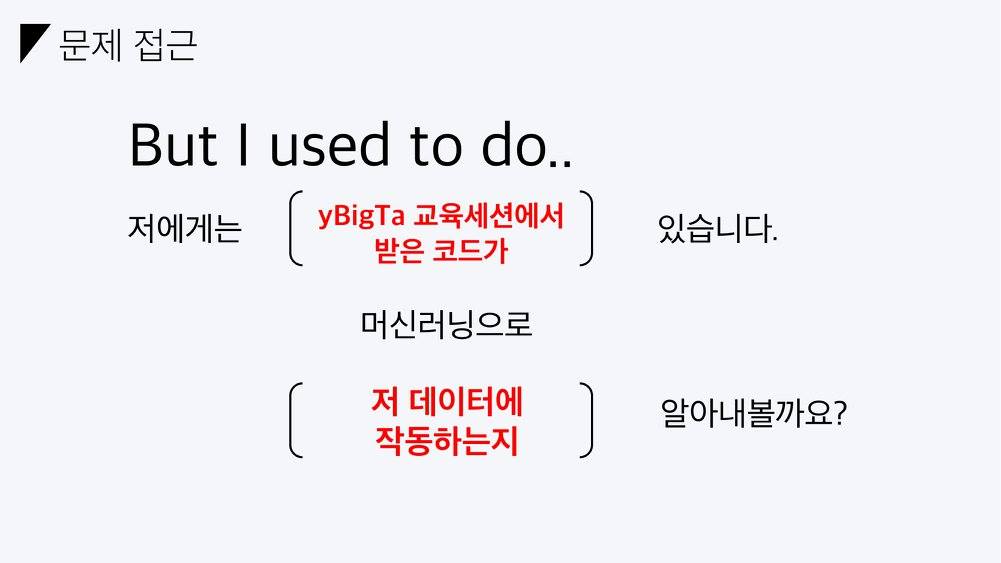 문제 접근
But I used to do..
저에게는 yBigTa 교육세션에서 받은 코드가 있습니다.
머신러닝으로
저 데이터에 작동하는지 알아내볼까요?